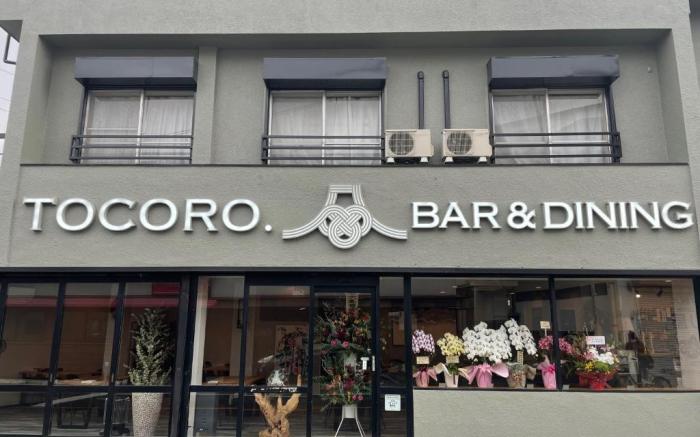 TOCORO. BAR & DINING